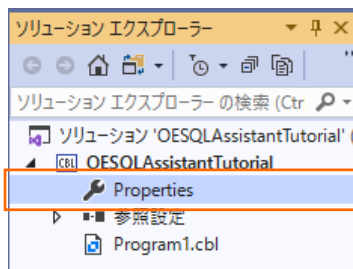 ソリューション エクスプローラー
ソリューション エクスプローラー の検索 (Ctr
ソリューション 'OESQLAssistantTutorial' (
CBL OESQLAssistantTutorial
Properties
参照設定
Program1.cbl